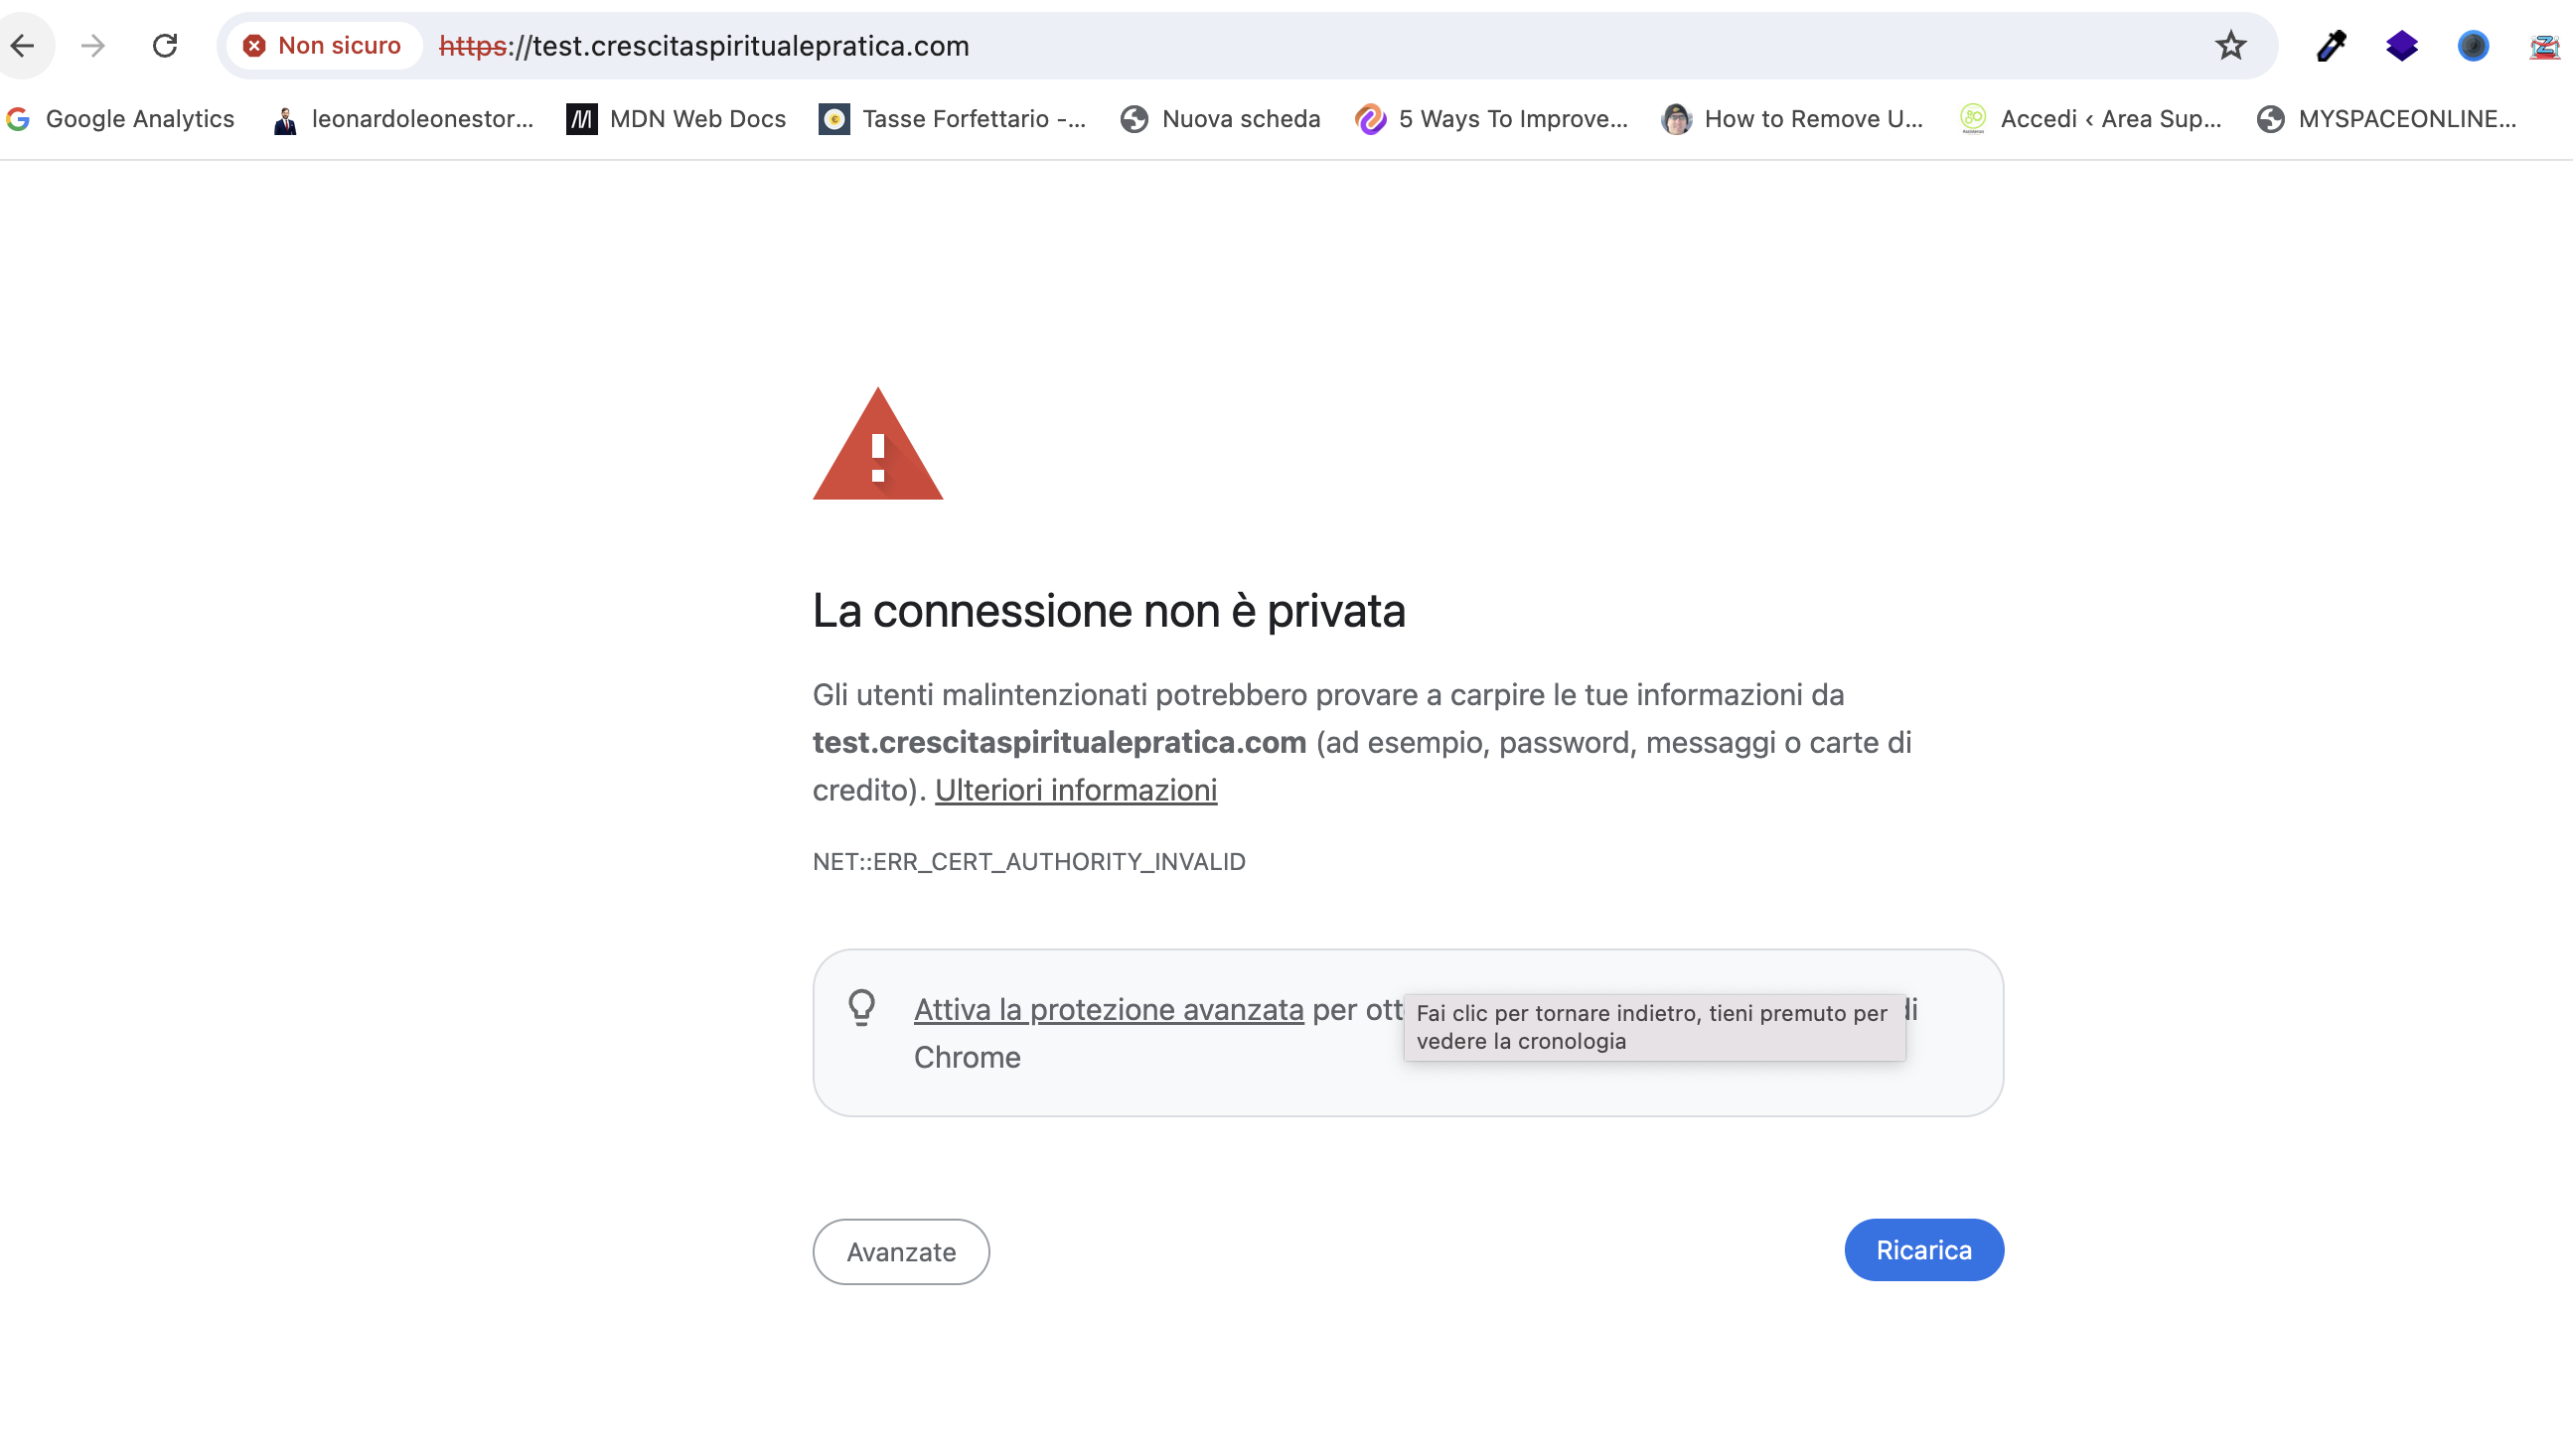 Non sicuro https://test.crescitaspiritualepratica.com
Google Analytics leonardoleonestor... MDN Web Docs Tasse Forfettario -... Nuova scheda 5 Ways To Improve... How to Remove U... Accedi ‹ Area Sup... MYSPACEONLINE...
La connessione non è privata
Gli utenti malintenzionati potrebbero provare a carpire le tue informazioni da
test.crescitaspiritualepratica.com (ad esempio, password, messaggi o carte di
credito). Ulteriori informazioni
NET::ERR_CERT_AUTHORITY_INVALID
Attiva la protezione avanzata per
Chrome
Fai clic per tornare indietro, tieni premuto per
vedere la cronologia
Avanzate
Ricarica